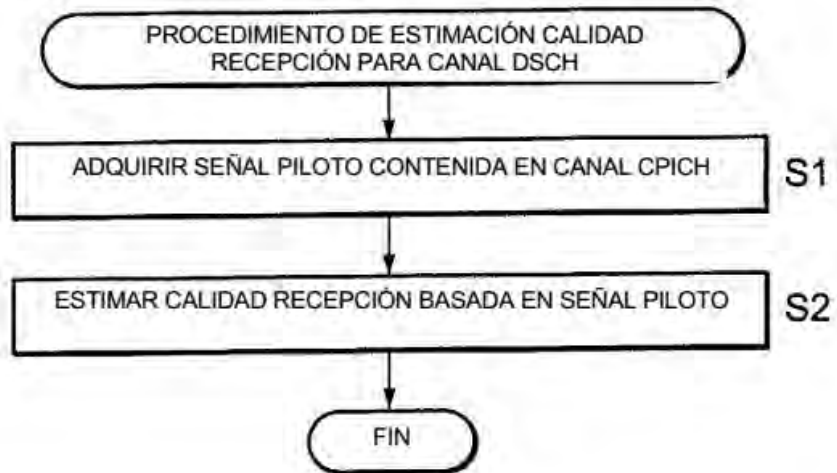 PROCEDIMIENTO DE ESTIMACIÓN CALIDAD
RECEPCIÓN PARA CANAL DSCH
ADQUIRIR SEÑAL PILOTO CONTENIDA EN CANAL CPICH
S1
ESTIMAR CALIDAD RECEPCIÓN BASADA EN SEÑAL PILOTO
S2
FIN